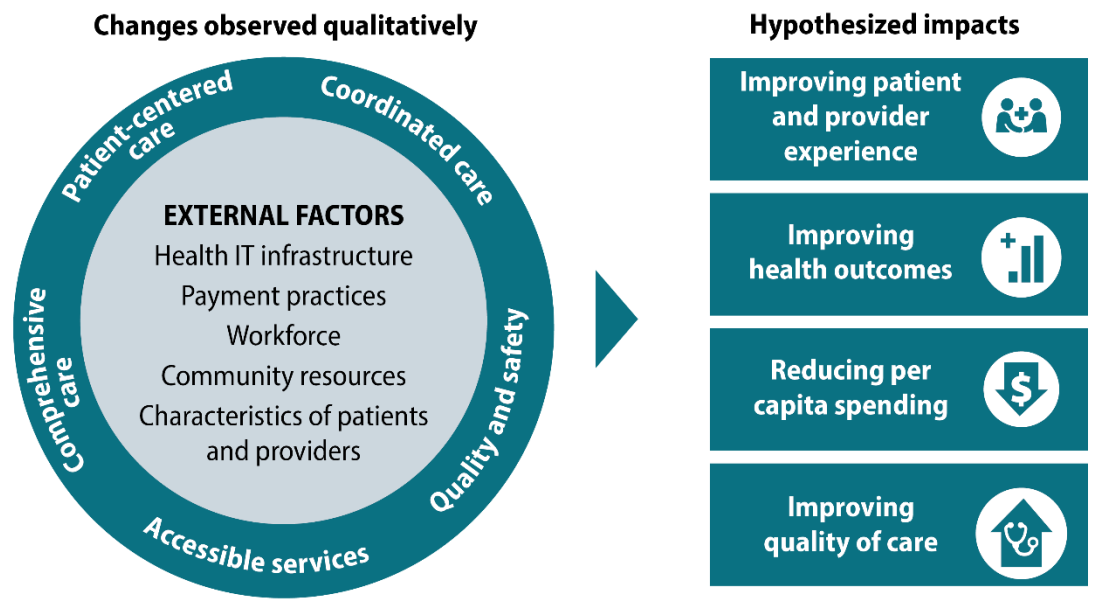 Changes observed qualitatively
Patient-centered
care
Coordinated care
Comprehensive
care
Quality and safety
Accessible services
EXTERNAL FACTORS
Health IT infrastructure
Payment practices
Workforce
Community resources
Characteristics of patients
and providers
Hypothesized impacts
Improving patient
and provider
experience
Improving
health outcomes
Reducing per
capita spending
$
Improving
quality of care